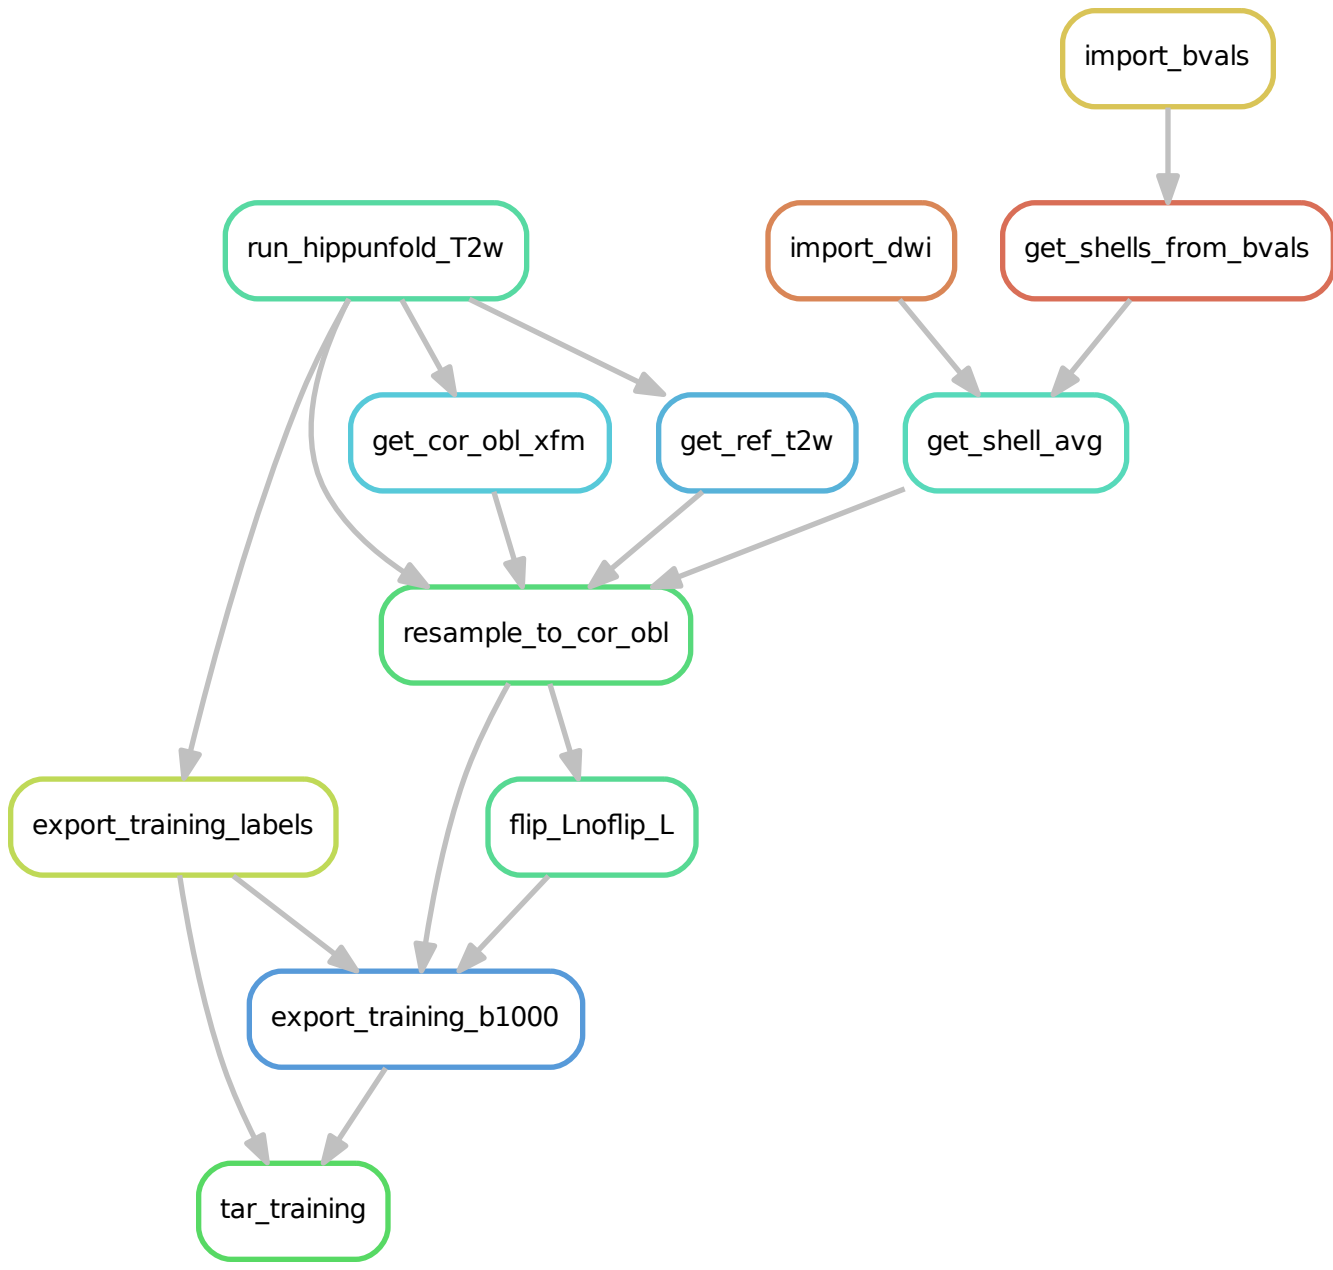 import_bvals
run_hippunfold_T2w
import_dwi
get_shells_from_bvals
get_cor_obl_xfm
get_ref_t2w
get_shell_avg
resample_to_cor_obl
export_training_labels
flip_Lnoflip_L
export_training_b1000
tar_training